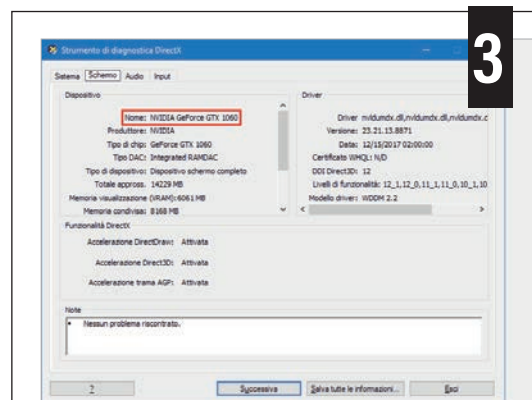 3
Strumento di diagnostica DirectX
Sistema Schermo Audio Input
Dispositivo
Nome: NVIDIA GeForce GTX 1060
Produttore: NVIDIA
Tipo di chip: GeForce GTX 1060
Tipo DAC: Integrated RAMDAC
Tipo di dispositivo: Dispositivo schermo completo
Totale appross. 14229 MB
Memoria visualizzazione (VRAM): 6061 MB
Memoria condivisa: 8168 MB
Driver
Driver nvldumdx.dll,nvldumdx.dll,nvldumdx.c
Versione: 23.21.13.8871
Data: 12/15/2017 02:00:00
Certificato WHQL: N/D
DDI Direct3D: 12
Livelli di funzionalità: 12_1,12_0,11_1,11_0,10_1,10
Modello driver: WDDM 2.2
Funzionalità DirectX
Accelerazione DirectDraw: Attivata
Accelerazione Direct3D: Attivata
Accelerazione trama AGP: Attivata
Note
• Nessun problema riscontrato.
? Successiva Salva tutte le informazioni... Esci